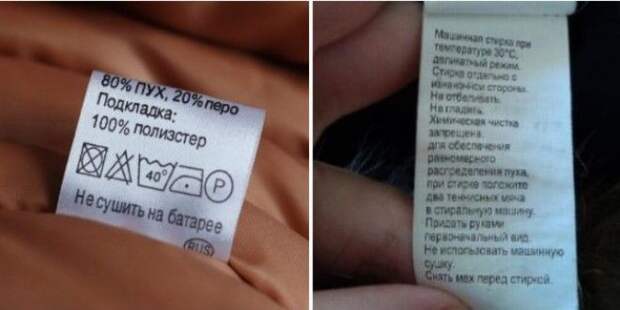 80% ПУХ, 20% перо
Подкладка:
100% полиэстер
40°
P
Не сушить на батарее
RUS
Машинная стирка при
температуре 30°С,
деликатный режим.
Стирка отдельно с
изнаночной стороны.
Не отбеливать.
Не гладить.
Химическая чистка
запрещена.
для обеспечения
равномерного
распределения пуха,
при стирке положите
два теннисных мяча
в стиральную машину.
Придать руками
первоначальный вид.
Не использовать машинную
сушку.
Снять мех перед стиркой.